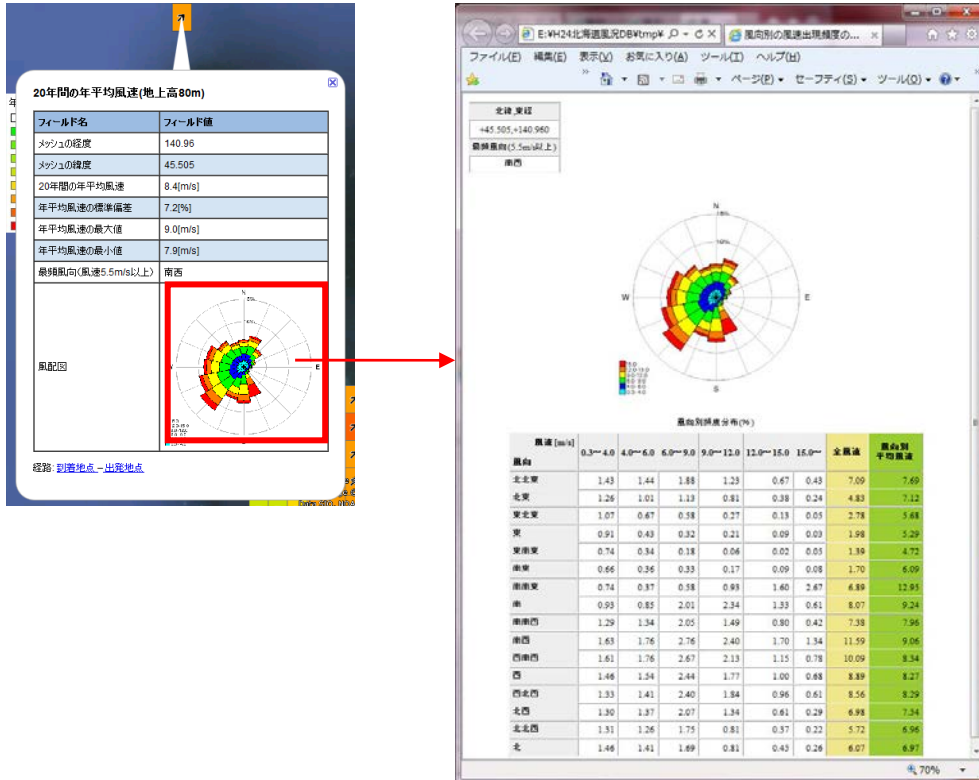 20年間の年平均風速(地上高80m)
フィールド名 フィールド値
メッシュの経度 140.96
メッシュの緯度 45.505
20年間の年平均風速 8.4[m/s]
年平均風速の標準偏差 7.2[%]
年平均風速の最大値 9.0[m/s]
年平均風速の最小値 7.9[m/s]
最頻風向(風速5.5m/s以上) 南西
風配図
N
E
経路: 到着地点 – 出発地点
E:¥H24北海道風況DB¥tmp¥
風向別の風速出現頻度の...
ファイル(F) 編集(E) 表示(V) お気に入り(A) ツール(T) ヘルプ(H)
ページ(P) セーフティ(S) ツール(O)
北緯,東経
+45.505,+140.960
最頻風向(5.5m/s以上)
南西
N
15%
10%
W E
S
風向別頻度分布(%)
風速 [m/s] 風向 0.3～4.0 4.0～6.0 6.0～9.0 9.0～12.0 12.0～15.0 15.0～ 全風速 風向別平均風速
北北東 1.43 1.44 1.88 1.23 0.67 0.43 7.09 7.69
北東 1.26 1.01 1.13 0.81 0.38 0.24 4.83 7.12
東北東 1.07 0.67 0.58 0.27 0.13 0.05 2.78 5.68
東 0.91 0.43 0.32 0.21 0.09 0.03 1.98 5.29
東南東 0.74 0.34 0.18 0.06 0.02 0.05 1.39 4.72
南東 0.66 0.36 0.33 0.17 0.09 0.08 1.70 6.09
南南東 0.74 0.37 0.58 0.93 1.60 2.67 6.89 12.95
南 0.93 0.85 2.01 2.34 1.33 0.61 8.07 9.24
南南西 1.29 1.34 2.05 1.49 0.80 0.42 7.38 7.96
南西 1.63 1.76 2.76 2.40 1.70 1.34 11.59 9.06
西南西 1.61 1.76 2.67 2.13 1.15 0.78 10.09 8.34
西 1.46 1.54 2.44 1.77 1.00 0.68 8.89 8.27
西北西 1.33 1.41 2.40 1.84 0.96 0.61 8.56 8.29
北西 1.30 1.37 2.07 1.34 0.61 0.29 6.98 7.34
北北西 1.31 1.26 1.75 0.81 0.37 0.22 5.72 6.96
北 1.46 1.41 1.69 0.81 0.43 0.26 6.07 6.97
70%